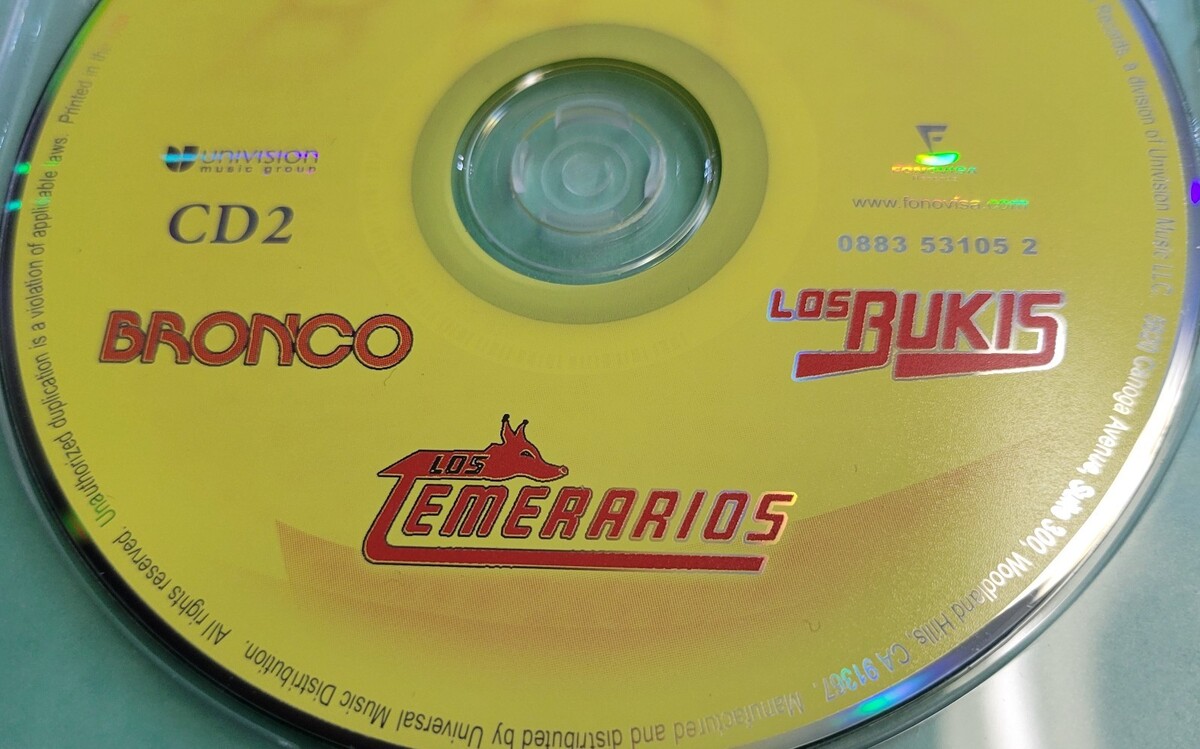 UNIVISION
music group
CD2
FONOVISA
www.fonovisa.com
0883 53105 2
BRONCO
LOS BUKIS
LOS TEMERARIOS
Records, a division of Univision Music LLC Canoga Avenue, Suite 300, Woodland Hills, CA 91367. Manufactured and distributed by Universal Music Distribution. All rights reserved. Unauthorized duplication is a violation of applicable laws. Printed in the